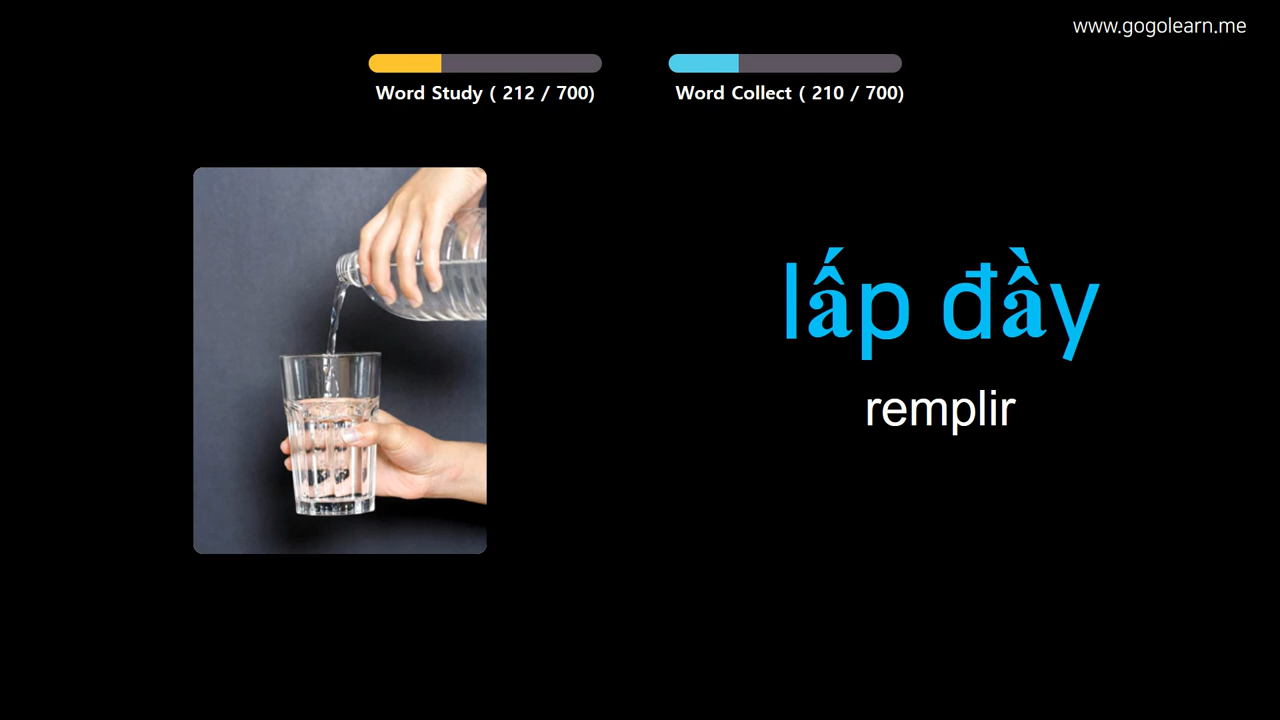 www.gogolearn.me
Word Study ( 212 / 700)
Word Collect ( 210 / 700)
lấp đầy
remplir